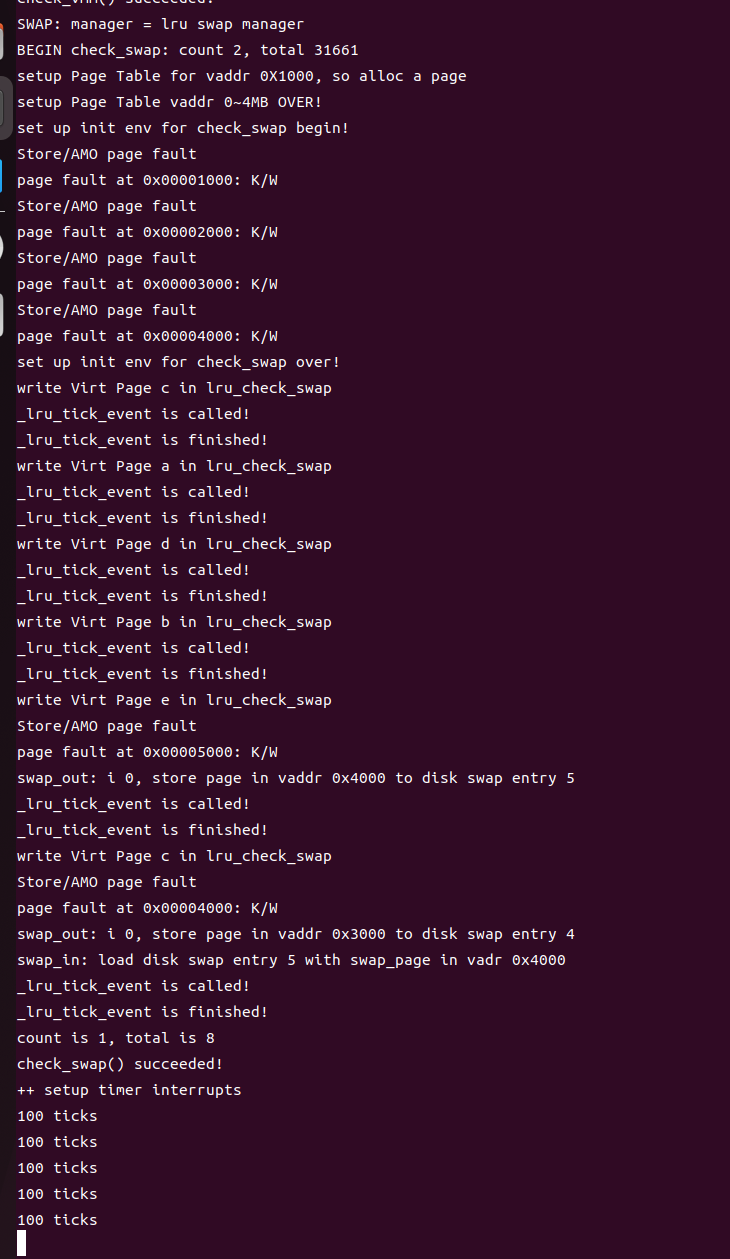 check_vmm() succeeded.
SWAP: manager = lru swap manager
BEGIN check_swap: count 2, total 31661
setup Page Table for vaddr 0X1000, so alloc a page
setup Page Table vaddr 0~4MB OVER!
set up init env for check_swap begin!
Store/AMO page fault
page fault at 0x00001000: K/W
Store/AMO page fault
page fault at 0x00002000: K/W
Store/AMO page fault
page fault at 0x00003000: K/W
Store/AMO page fault
page fault at 0x00004000: K/W
set up init env for check_swap over!
write Virt Page c in lru_check_swap
_lru_tick_event is called!
_lru_tick_event is finished!
write Virt Page a in lru_check_swap
_lru_tick_event is called!
_lru_tick_event is finished!
write Virt Page d in lru_check_swap
_lru_tick_event is called!
_lru_tick_event is finished!
write Virt Page b in lru_check_swap
_lru_tick_event is called!
_lru_tick_event is finished!
write Virt Page e in lru_check_swap
Store/AMO page fault
page fault at 0x00005000: K/W
swap_out: i 0, store page in vaddr 0x4000 to disk swap entry 5
_lru_tick_event is called!
_lru_tick_event is finished!
write Virt Page c in lru_check_swap
Store/AMO page fault
page fault at 0x00004000: K/W
swap_out: i 0, store page in vaddr 0x3000 to disk swap entry 4
swap_in: load disk swap entry 5 with swap_page in vadr 0x4000
_lru_tick_event is called!
_lru_tick_event is finished!
count is 1, total is 8
check_swap() succeeded!
++ setup timer interrupts
100 ticks
100 ticks
100 ticks
100 ticks
100 ticks